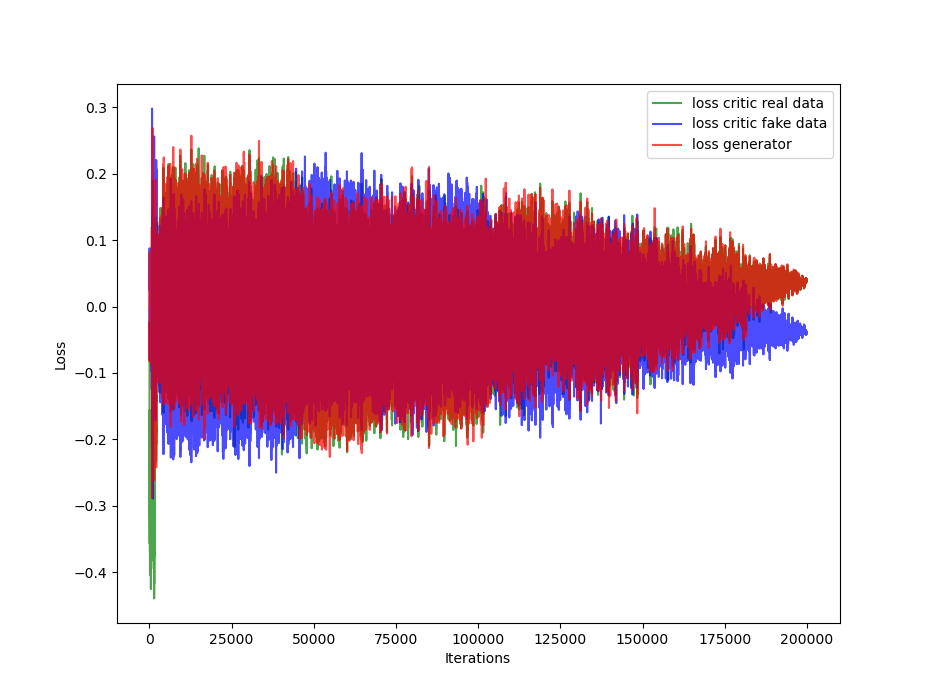 loss critic real data
loss critic fake data
loss generator
0.3
0.2
0.1
0.0
−0.1
−0.2
−0.3
−0.4
Loss
0 25000 50000 75000 100000 125000 150000 175000 200000
Iterations